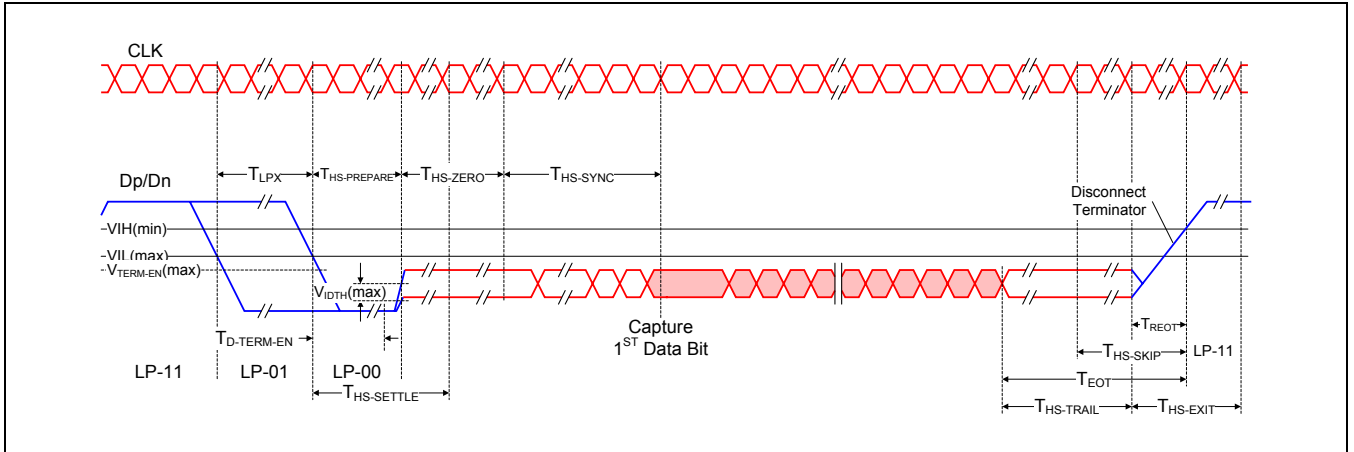 CLK
Dp/Dn
TLPX
THS-PREPARE
THS-ZERO
THS-SYNC
Disconnect
Terminator
VIH(min)
VIL(max)
VTERM-EN(max)
VIDTH(max)
TD-TERM-EN
Capture
1ST Data Bit
TREOT
LP-11
LP-01
LP-00
THS-SKIP
LP-11
THS-SETTLE
TEOT
THS-TRAIL
THS-EXIT